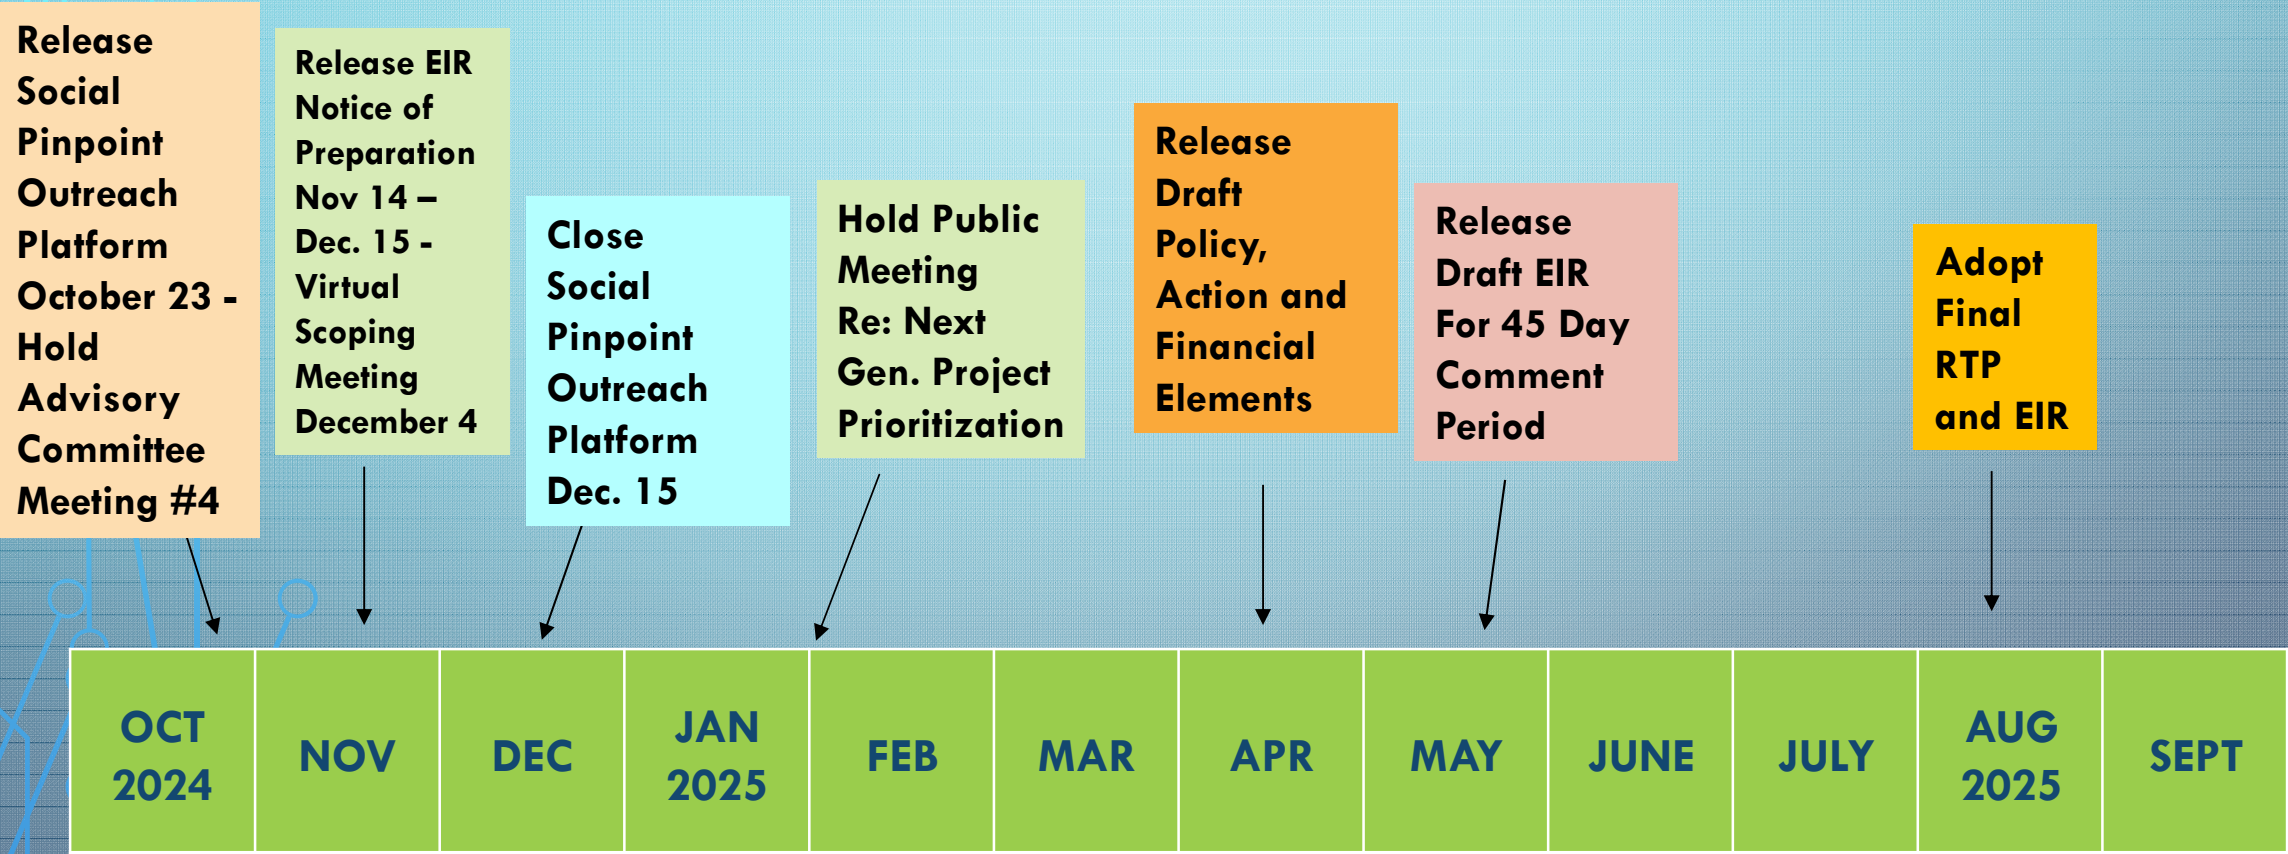 Release
Social
Pinpoint
Outreach
Platform
October 23 -
Hold
Advisory
Committee
Meeting #4
Release EIR
Notice of
Preparation
Nov 14 –
Dec. 15 -
Virtual
Scoping
Meeting
December 4
Close
Social
Pinpoint
Outreach
Platform
Dec. 15
Hold Public
Meeting
Re: Next
Gen. Project
Prioritization
Release
Draft
Policy,
Action and
Financial
Elements
Release
Draft EIR
For 45 Day
Comment
Period
Adopt
Final
RTP
and EIR
OCT
2024
NOV
DEC
JAN
2025
FEB
MAR
APR
MAY
JUNE
JULY
AUG
2025
SEPT